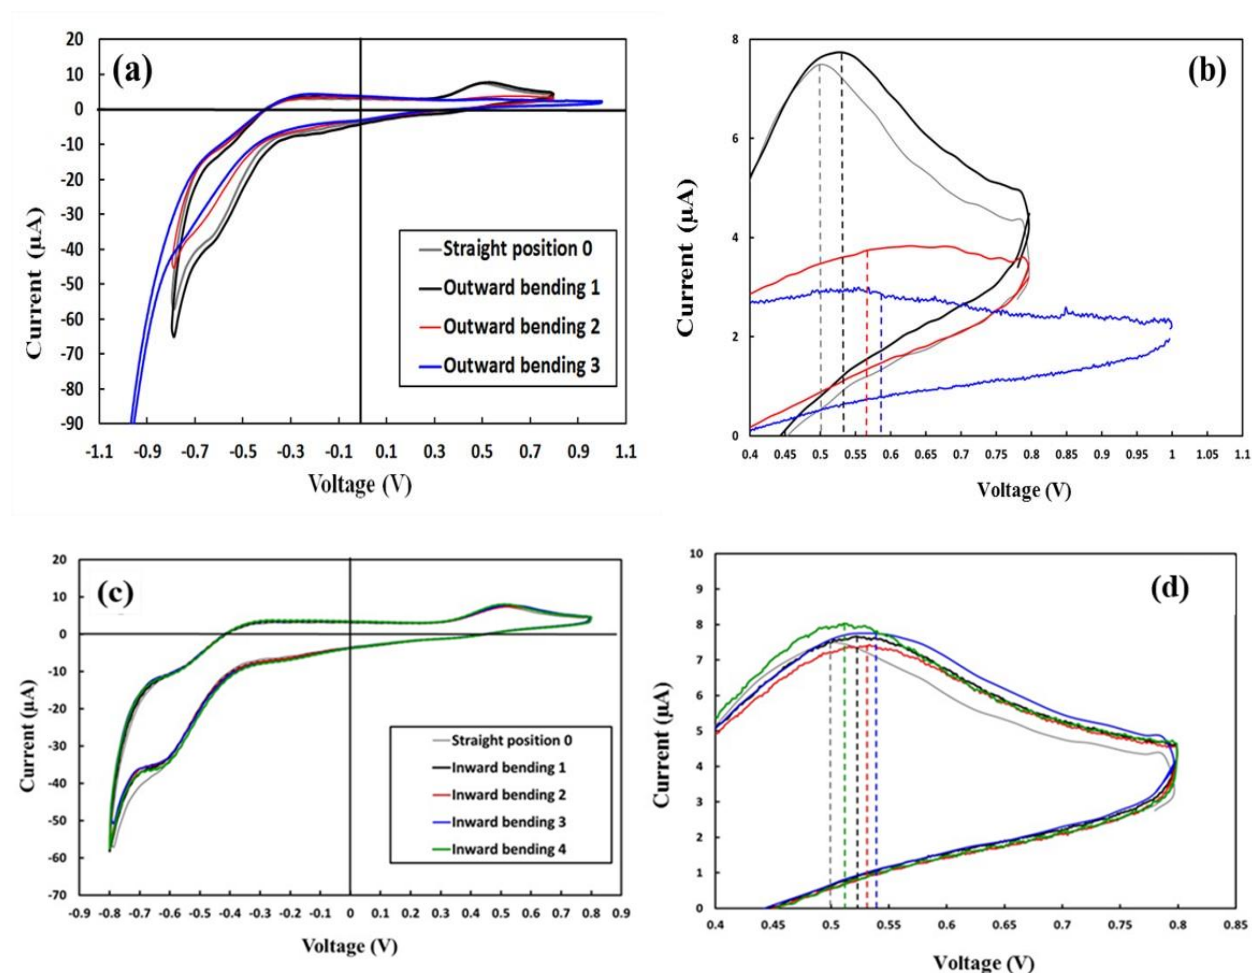 (a)
20
10
0
-10
-20
-30
-40
-50
-60
-70
-80
-90
Current (µA)
-1.1 -0.9 -0.7 -0.5 -0.3 -0.1 0.1 0.3 0.5 0.7 0.9 1.1
Voltage (V)
Straight position 0
Outward bending 1
Outward bending 2
Outward bending 3
(b)
8
6
4
2
0
Current (µA)
0.4 0.45 0.5 0.55 0.6 0.65 0.7 0.75 0.8 0.85 0.9 0.95 1 1.05 1.1
Voltage (V)
(c)
20
10
0
-10
-20
-30
-40
-50
-60
-70
Current (µA)
-0.9 -0.8 -0.7 -0.6 -0.5 -0.4 -0.3 -0.2 -0.1 0 0.1 0.2 0.3 0.4 0.5 0.6 0.7 0.8 0.9
Voltage (V)
Straight position 0
Inward bending 1
Inward bending 2
Inward bending 3
Inward bending 4
(d)
10
9
8
7
6
5
4
3
2
1
0
Current (µA)
0.4 0.45 0.5 0.55 0.6 0.65 0.7 0.75 0.8 0.85
Voltage (V)